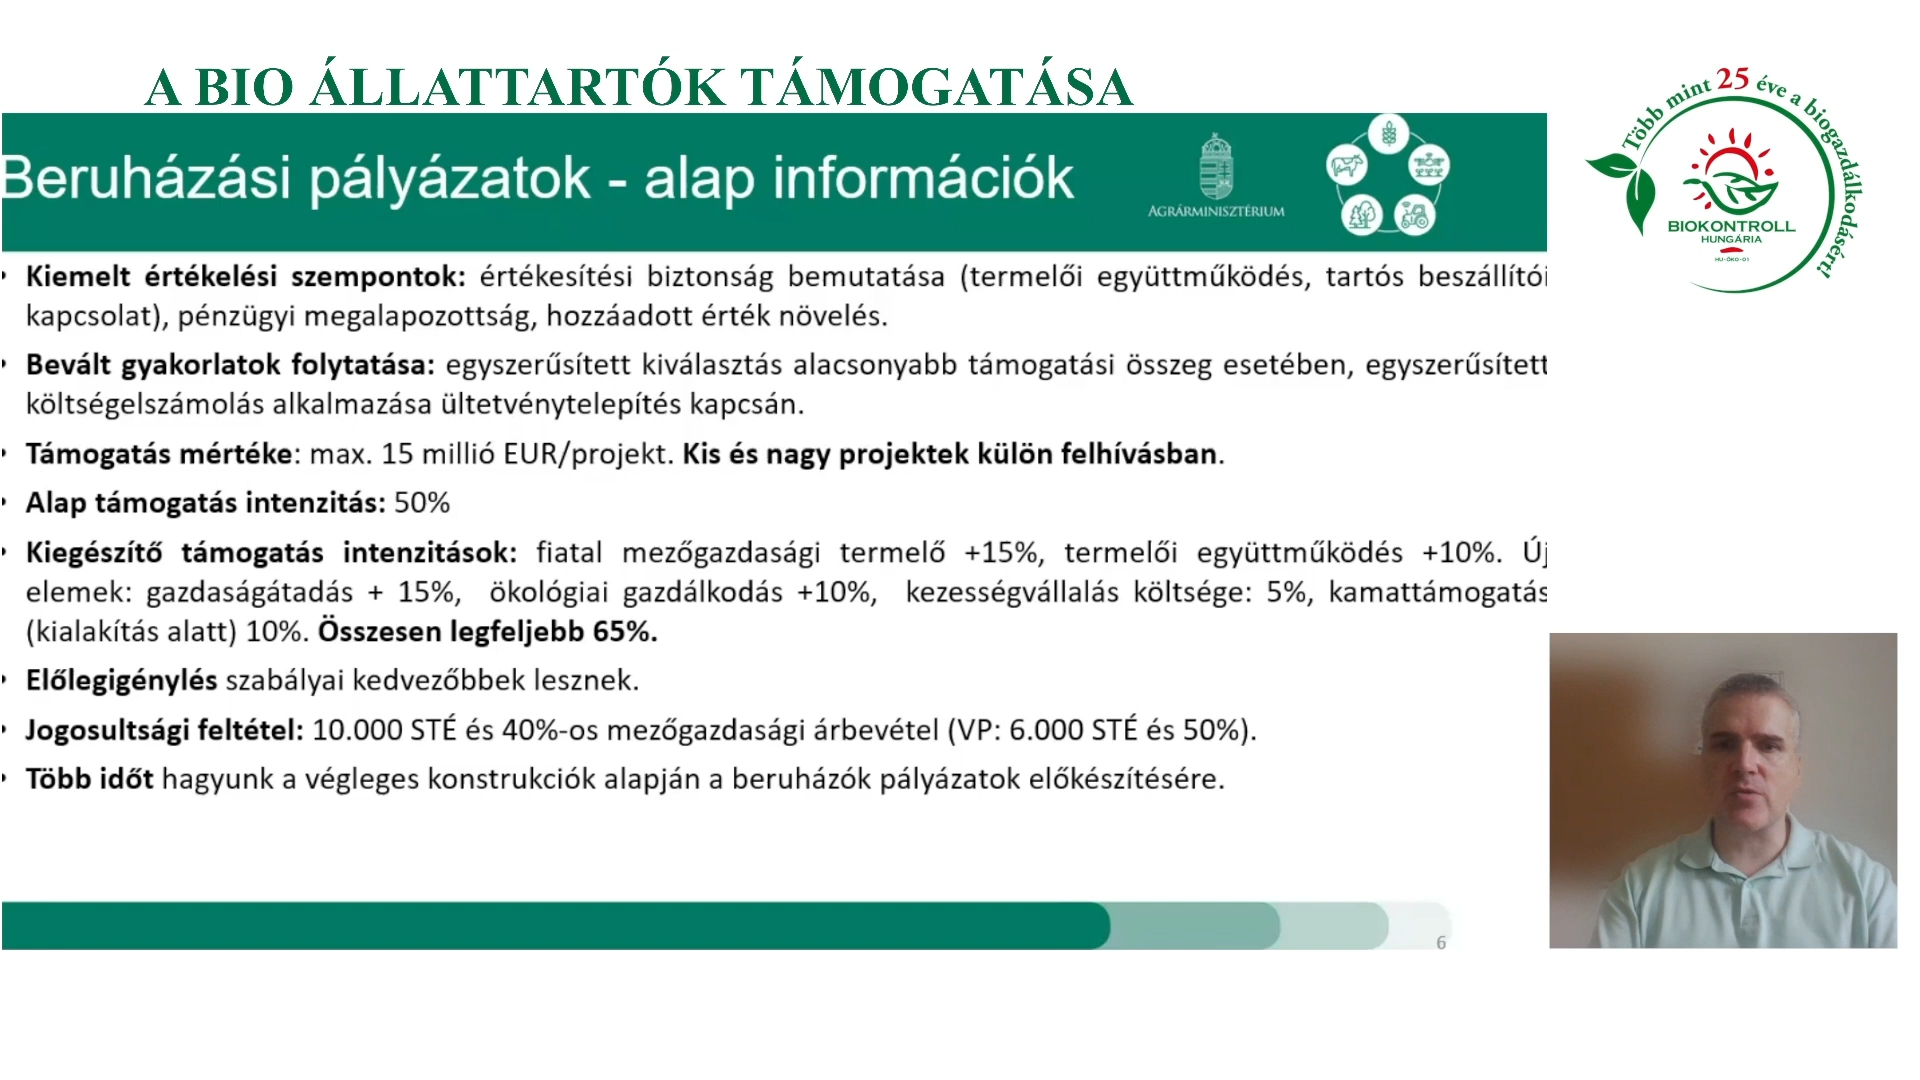 A BIO ÁLLATTARTÓK TÁMOGATÁSA
Beruházási pályázatok - alap információk
AGRÁRMINISZTÉRIUM
Több mint 25 éve a biogazdálkodásért!
BIOKONTROLL
HUNGÁRIA
HU-ÖKO-01
• Kiemelt értékelési szempontok: értékesítési biztonság bemutatása (termelői együttműködés, tartós beszállítói
kapcsolat), pénzügyi megalapozottság, hozzáadott érték növelés.
• Bevált gyakorlatok folytatása: egyszerűsített kiválasztás alacsonyabb támogatási összeg esetében, egyszerűsített
költségelszámolás alkalmazása ültetvénytelepítés kapcsán.
• Támogatás mértéke: max. 15 millió EUR/projekt. Kis és nagy projektek külön felhívásban.
• Alap támogatás intenzitás: 50%
• Kiegészítő támogatás intenzitások: fiatal mezőgazdasági termelő +15%, termelői együttműködés +10%. Új
elemek: gazdaságátadás + 15%, ökológiai gazdálkodás +10%, kezességvállalás költsége: 5%, kamattámogatás
(kialakítás alatt) 10%. Összesen legfeljebb 65%.
• Előlegigénylés szabályai kedvezőbbek lesznek.
• Jogosultsági feltétel: 10.000 STÉ és 40%-os mezőgazdasági árbevétel (VP: 6.000 STÉ és 50%).
• Több időt hagyunk a végleges konstrukciók alapján a beruházók pályázatok előkészítésére.
6